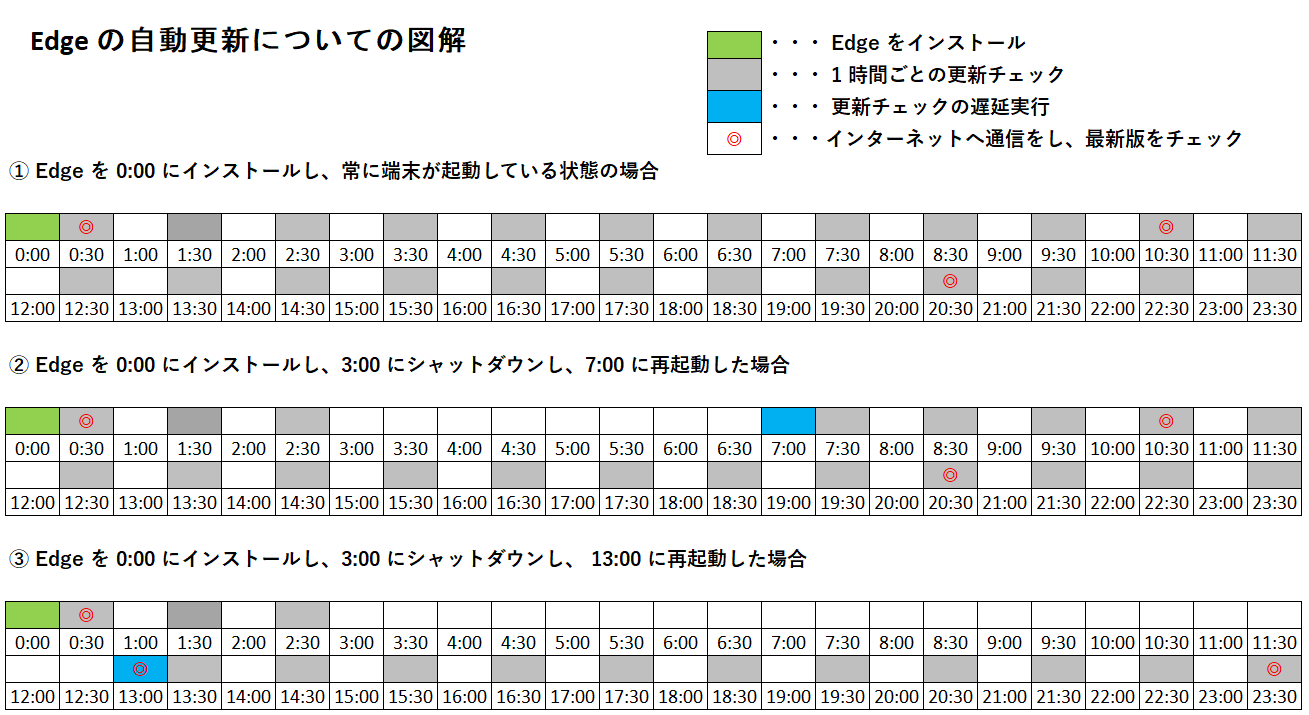 Edge の自動更新についての図解
・・・ Edge をインストール
・・・ 1 時間ごとの更新チェック
・・・ 更新チェックの遅延実行
◎ ・・・インターネットへ通信をし、最新版をチェック
① Edge を 0:00 にインストールし、常に端末が起動している状態の場合
◎ ◎
0:00 0:30 1:00 1:30 2:00 2:30 3:00 3:30 4:00 4:30 5:00 5:30 6:00 6:30 7:00 7:30 8:00 8:30 9:00 9:30 10:00 10:30 11:00 11:30
◎
12:00 12:30 13:00 13:30 14:00 14:30 15:00 15:30 16:00 16:30 17:00 17:30 18:00 18:30 19:00 19:30 20:00 20:30 21:00 21:30 22:00 22:30 23:00 23:30
② Edge を 0:00 にインストールし、3:00 にシャットダウンし、7:00 に再起動した場合
◎ ◎
0:00 0:30 1:00 1:30 2:00 2:30 3:00 3:30 4:00 4:30 5:00 5:30 6:00 6:30 7:00 7:30 8:00 8:30 9:00 9:30 10:00 10:30 11:00 11:30
◎
12:00 12:30 13:00 13:30 14:00 14:30 15:00 15:30 16:00 16:30 17:00 17:30 18:00 18:30 19:00 19:30 20:00 20:30 21:00 21:30 22:00 22:30 23:00 23:30
③ Edge を 0:00 にインストールし、3:00 にシャットダウンし、 13:00 に再起動した場合
◎
0:00 0:30 1:00 1:30 2:00 2:30 3:00 3:30 4:00 4:30 5:00 5:30 6:00 6:30 7:00 7:30 8:00 8:30 9:00 9:30 10:00 10:30 11:00 11:30
◎ ◎
12:00 12:30 13:00 13:30 14:00 14:30 15:00 15:30 16:00 16:30 17:00 17:30 18:00 18:30 19:00 19:30 20:00 20:30 21:00 21:30 22:00 22:30 23:00 23:30